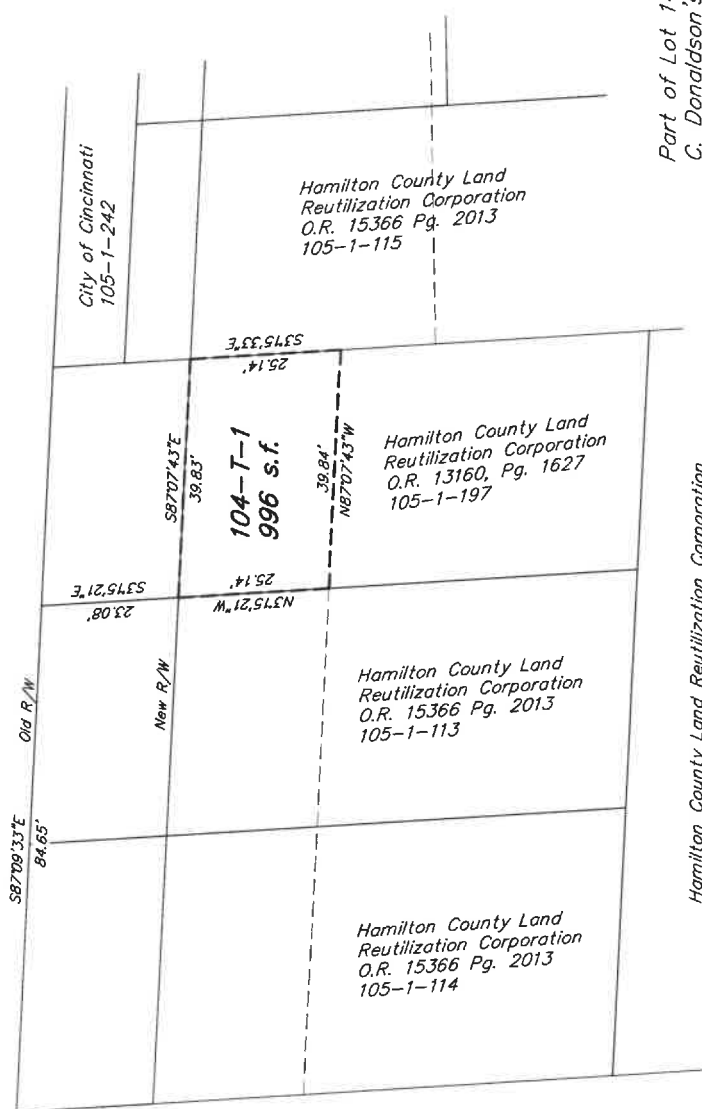 Part of Lot
C. Donaldson's
City of Cincinnati
105-1-242
Hamilton County Land
Reutilization Corporation
O.R. 15366 Pg. 2013
105-1-115
S3°15'33"E
25.14'
S87°07'43"E
39.83'
104-T-1
996 s.f.
39.84'
N87°07'43"W
Hamilton County Land
Reutilization Corporation
O.R. 13160, Pg. 1627
105-1-197
S3°15'21"E
23.08'
25.14'
N3°15'21"W
Old R/W
New R/W
Hamilton County Land
Reutilization Corporation
O.R. 15366 Pg. 2013
105-1-113
S87°09'33"E
84.65'
Hamilton County Land
Reutilization Corporation
O.R. 15366 Pg. 2013
105-1-114
Hamilton County Land Reutilization Corporation